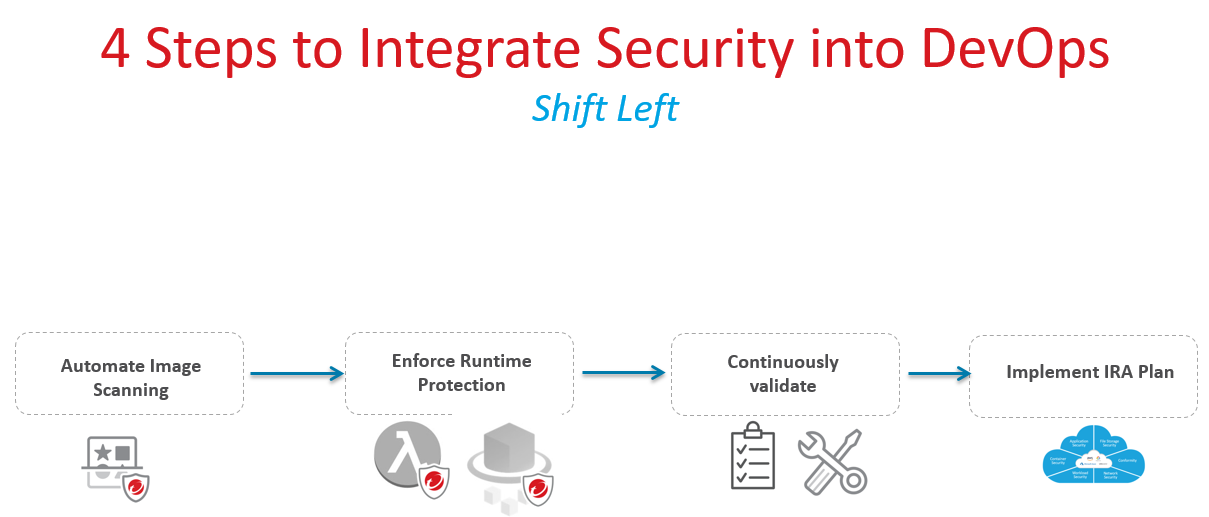 4 Steps to Integrate Security into DevOps
Shift Left
Automate Image
Scanning
Enforce Runtime
Protection
Continuously
validate
Implement IRA Plan
Application
Security
File Storage
Security
Container
Security
Conformity
Workload
Security
Network
Security